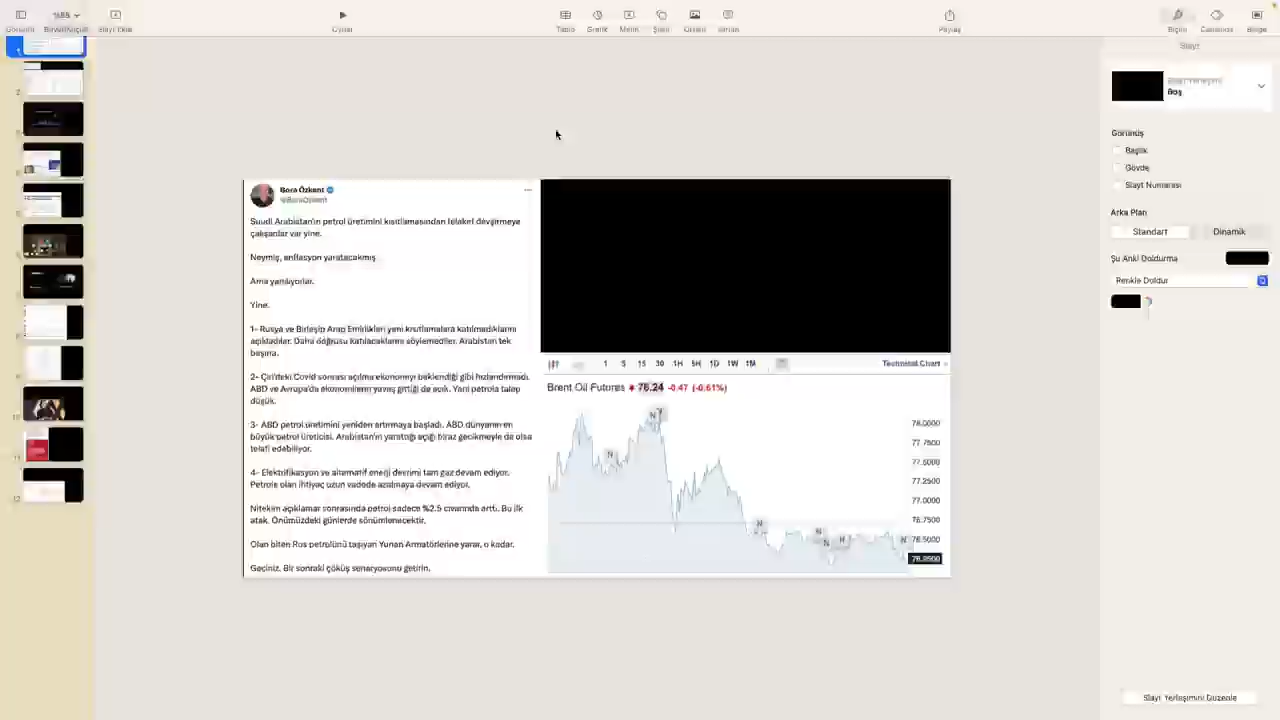 Tablo
Grafik
Metin
Şekil
Paylaş
Biçim
Belge
Slayt
Boş
Görünüş
Başlık
Gövde
Slayt Numarası
Arka Plan
Standart
Dinamik
Şu Anki Doldurma
Renkle Doldur
Slayt Yerleşimini Düzenle
Bora Özkent
@BoraOzkent
Suudi Arabistan'ın petrol üretimini kısıtlamasından felaket devşirmeye
çalışanlar var yine.
Neymiş, enflasyon yaratacakmış
Ama yanılıyorlar.
Yine.
1- Rusya ve Birleşip Arap Emirlikleri yeni kısıtlamalara katılmadıklarını
açıkladılar. Daha doğrusu katılacaklarını söylemediler. Arabistan tek
başına.
2- Çin'deki Covid sonrası açılma ekonomiyi beklendiği gibi hızlandırmadı.
ABD ve Avrupa'da ekonomilerin yavaş gittiği de açık. Yani petrole talep
düşük.
3- ABD petrol üretimini yeniden artırmaya başladı. ABD dünyanın en
büyük petrol üreticisi. Arabistan'ın yarattığı açığı biraz gecikmeyle de olsa
telafi edebiliyor.
4- Elektrifikasyon ve alternatif enerji devrimi tam gaz devam ediyor.
Petrole olan ihtiyaç uzun vadede azalmaya devam ediyor.
Nitekim açıklamar sonrasında petrol sadece %2.5 civarında arttı. Bu ilk
atak. Önümüzdeki günlerde sönümlenecektir.
Olan biten Rus petrolünü taşıyan Yunan Armatörlerine yarar, o kadar.
Geçiniz. Bir sonraki çöküş senaryosunu getirin.
1 5 15 30 1H 5H 1D 1W 1M
Technical Chart »
Brent Oil Futures 76.24 -0.47 (-0.61%)
78.0000
77.7500
77.5000
77.2500
77.0000
76.7500
76.5000